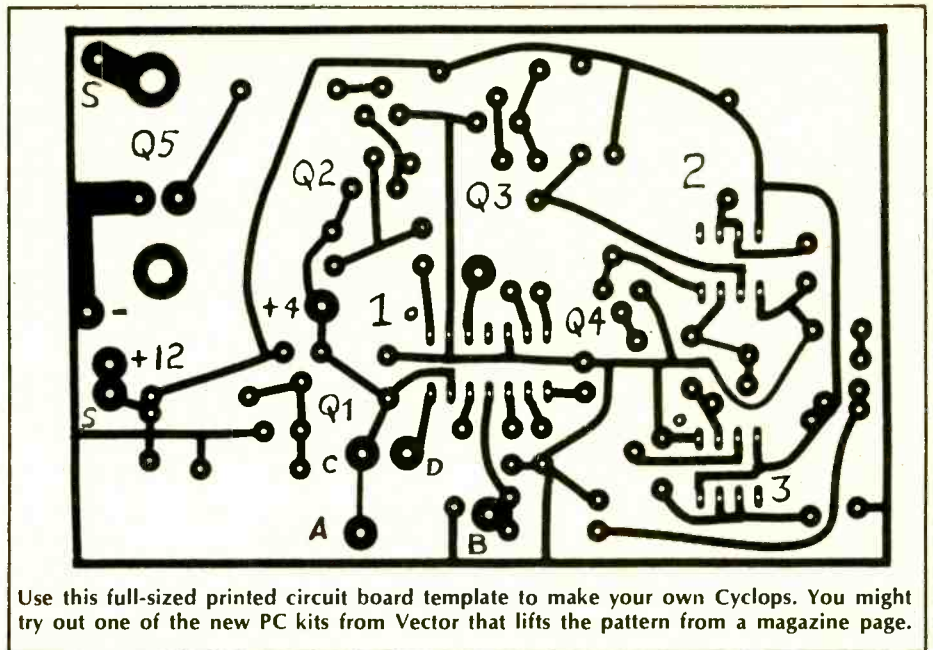 S
Q5
Q2
Q3
2
+4
1
Q4
-
+12
S
Q1
C
D
3
A
B
Use this full-sized printed circuit board template to make your own Cyclops. You might
try out one of the new PC kits from Vector that lifts the pattern from a magazine page.